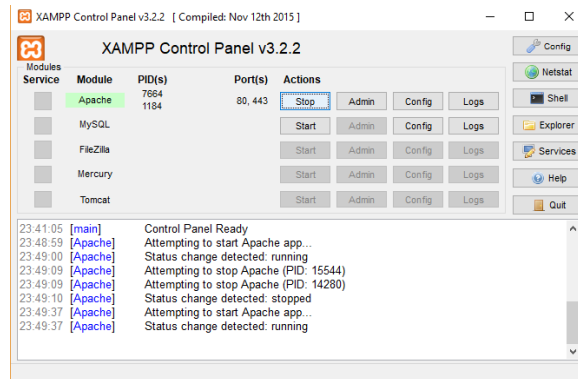 XAMPP Control Panel v3.2.2 [ Compiled: Nov 12th 2015 ]
XAMPP Control Panel v3.2.2
Config
Modules
Service Module PID(s) Port(s) Actions
Netstat
Apache 7664 1184 80, 443 Stop Admin Config Logs
Shell
MySQL Start Admin Config Logs
Explorer
FileZilla Start Admin Config Logs
Services
Mercury Start Admin Config Logs
Help
Tomcat Start Admin Config Logs
Quit
23:41:05 [main] Control Panel Ready
23:48:59 [Apache] Attempting to start Apache app...
23:49:00 [Apache] Status change detected: running
23:49:09 [Apache] Attempting to stop Apache (PID: 15544)
23:49:09 [Apache] Attempting to stop Apache (PID: 14280)
23:49:10 [Apache] Status change detected: stopped
23:49:37 [Apache] Attempting to start Apache app...
23:49:37 [Apache] Status change detected: running